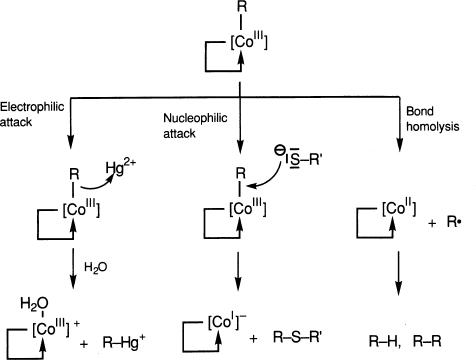 R
[Co^III]
Electrophilic
attack
Nucleophilic
attack
Bond
homolysis
R
Hg²⁺
[Co^III]
⊖
|S–R'
R
[Co^III]
[Co^II] + R•
H₂O
H₂O
[Co^III]⁺ + R–Hg⁺
[Co^I]⁻ + R–S–R'
R–H, R–R